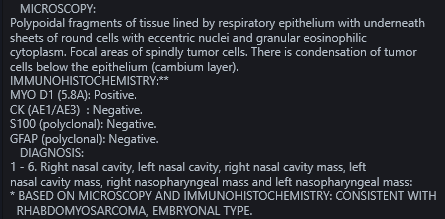 MICROSCOPY:
Polypoidal fragments of tissue lined by respiratory epithelium with underneath
sheets of round cells with eccentric nuclei and granular eosinophilic
cytoplasm. Focal areas of spindly tumor cells. There is condensation of tumor
cells below the epithelium (cambium layer).
IMMUNOHISTOCHEMISTRY:**
MYO D1 (5.8A): Positive.
CK (AE1/AE3)  : Negative.
S100 (polyclonal): Negative.
GFAP (polyclonal): Negative.
DIAGNOSIS:
1 - 6. Right nasal cavity, left nasal cavity, right nasal cavity mass, left
nasal cavity mass, right nasopharyngeal mass and left nasopharyngeal mass:
* BASED ON MICROSCOPY AND IMMUNOHISTOCHEMISTRY: CONSISTENT WITH
RHABDOMYOSARCOMA, EMBRYONAL TYPE.